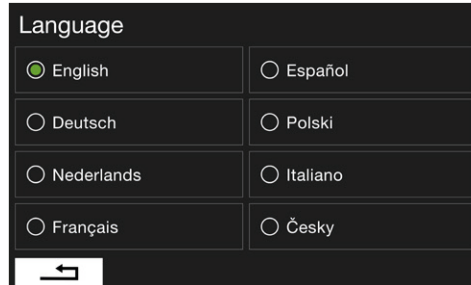 Language
English
Español
Deutsch
Polski
Nederlands
Italiano
Français
Česky